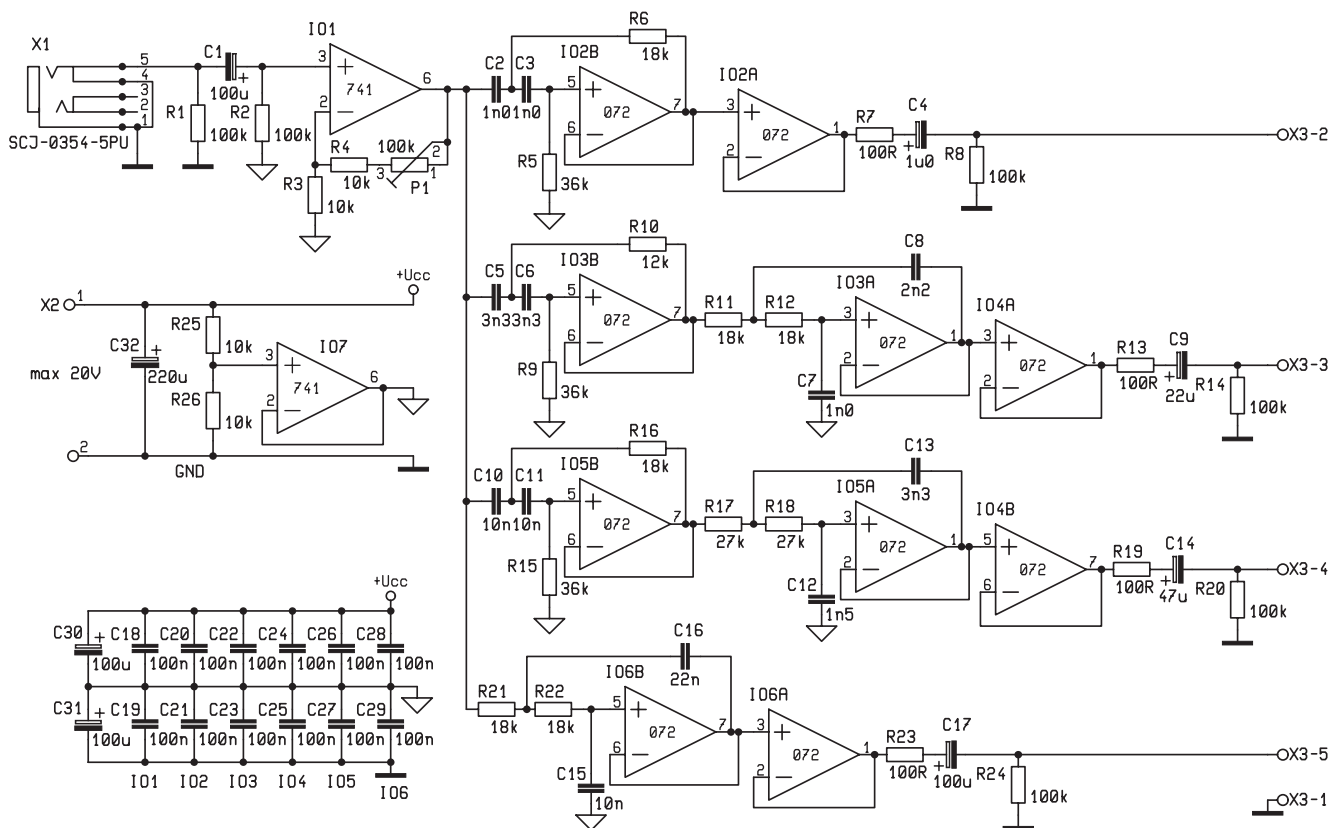 X1
5
4
3
2
1
SCJ-0354-5PU
R1
100k
C1
100u
+
R2
100k
IO1
3
+
741
6
2
−
R4
10k
100k
3
2
1
P1
R3
10k
C2
1n0
C3
1n0
R6
18k
IO2B
5
+
072
7
6
−
R5
36k
IO2A
3
+
072
1
2
−
R7
100R
C4
+
1u0
R8
100k
X3-2
X2
1
+Ucc
R25
10k
C32
+
220u
max 20V
R26
10k
IO7
3
+
741
6
2
−
2
GND
C5
3n3
C6
3n3
R10
12k
IO3B
5
+
072
7
6
−
R9
36k
R11
18k
R12
18k
C8
2n2
IO3A
3
+
072
1
2
−
C7
1n0
IO4A
3
+
072
1
2
−
R13
100R
C9
+
22u
R14
100k
X3-3
C10
10n
C11
10n
R16
18k
IO5B
5
+
072
7
6
−
R15
36k
R17
27k
R18
27k
C13
3n3
IO5A
3
+
072
1
2
−
C12
1n5
IO4B
5
+
072
7
6
−
R19
100R
C14
+
47u
R20
100k
X3-4
+Ucc
C30
+
100u
C18
100n
C20
100n
C22
100n
C24
100n
C26
100n
C28
100n
C31
+
100u
C19
100n
C21
100n
C23
100n
C25
100n
C27
100n
C29
100n
IO1
IO2
IO3
IO4
IO5
IO6
R21
18k
R22
18k
C16
22n
IO6B
5
+
072
7
6
−
C15
10n
IO6A
3
+
072
1
2
−
R23
100R
C17
+
100u
R24
100k
X3-5
X3-1